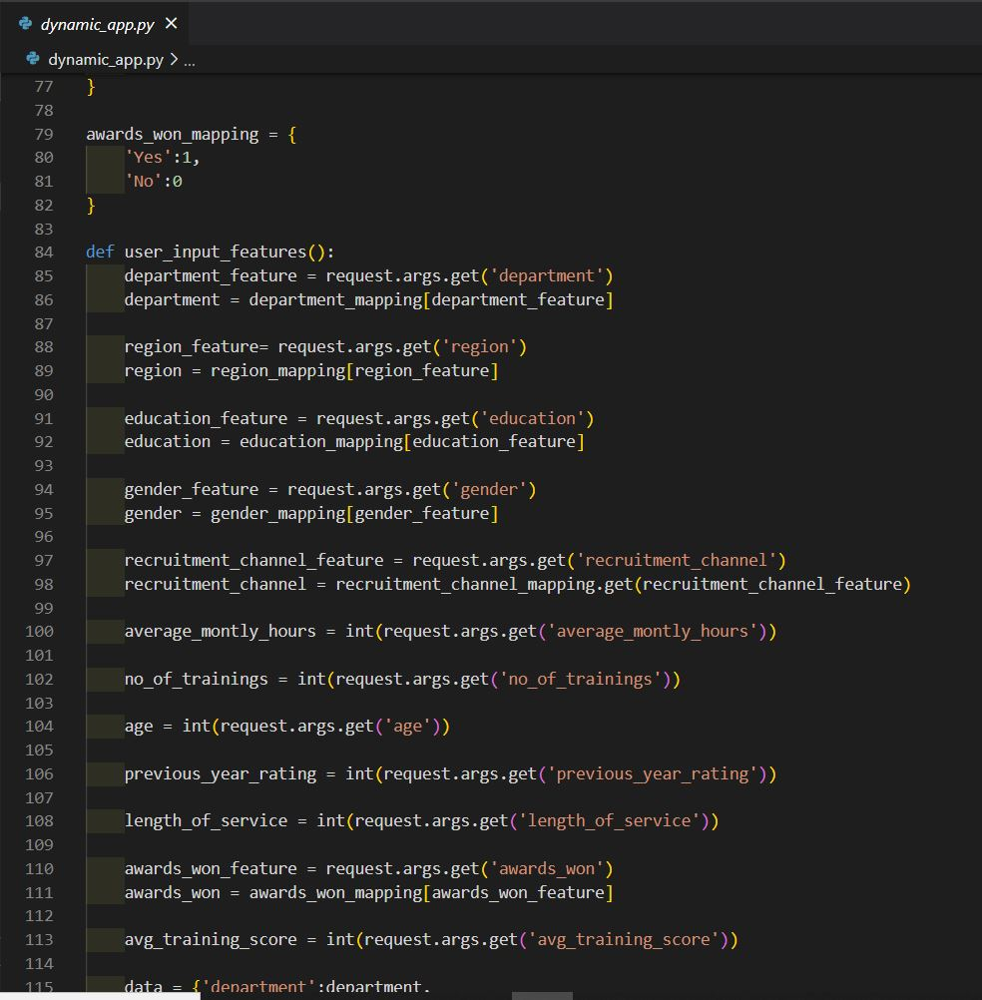 dynamic_app.py ×
dynamic_app.py > ...
77 }
78
79 awards_won_mapping = {
80     'Yes':1,
81     'No':0
82 }
83
84 def user_input_features():
85     department_feature = request.args.get('department')
86     department = department_mapping[department_feature]
87
88     region_feature= request.args.get('region')
89     region = region_mapping[region_feature]
90
91     education_feature = request.args.get('education')
92     education = education_mapping[education_feature]
93
94     gender_feature = request.args.get('gender')
95     gender = gender_mapping[gender_feature]
96
97     recruitment_channel_feature = request.args.get('recruitment_channel')
98     recruitment_channel = recruitment_channel_mapping.get(recruitment_channel_feature)
99
100     average_montly_hours = int(request.args.get('average_montly_hours'))
101
102     no_of_trainings = int(request.args.get('no_of_trainings'))
103
104     age = int(request.args.get('age'))
105
106     previous_year_rating = int(request.args.get('previous_year_rating'))
107
108     length_of_service = int(request.args.get('length_of_service'))
109
110     awards_won_feature = request.args.get('awards_won')
111     awards_won = awards_won_mapping[awards_won_feature]
112
113     avg_training_score = int(request.args.get('avg_training_score'))
114
115     data = {'department':department,